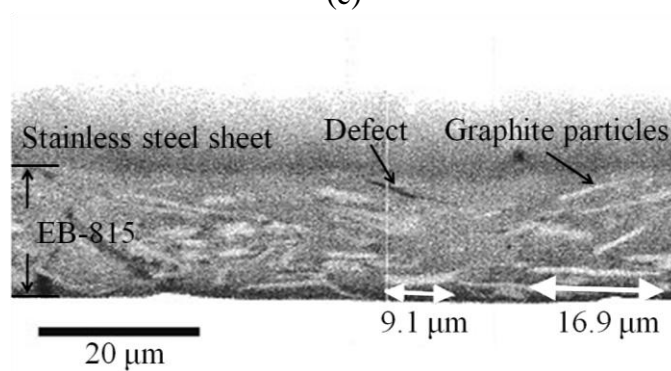 (c)
Stainless steel sheet
Defect
Graphite particles
EB-815
9.1 μm
16.9 μm
20 μm